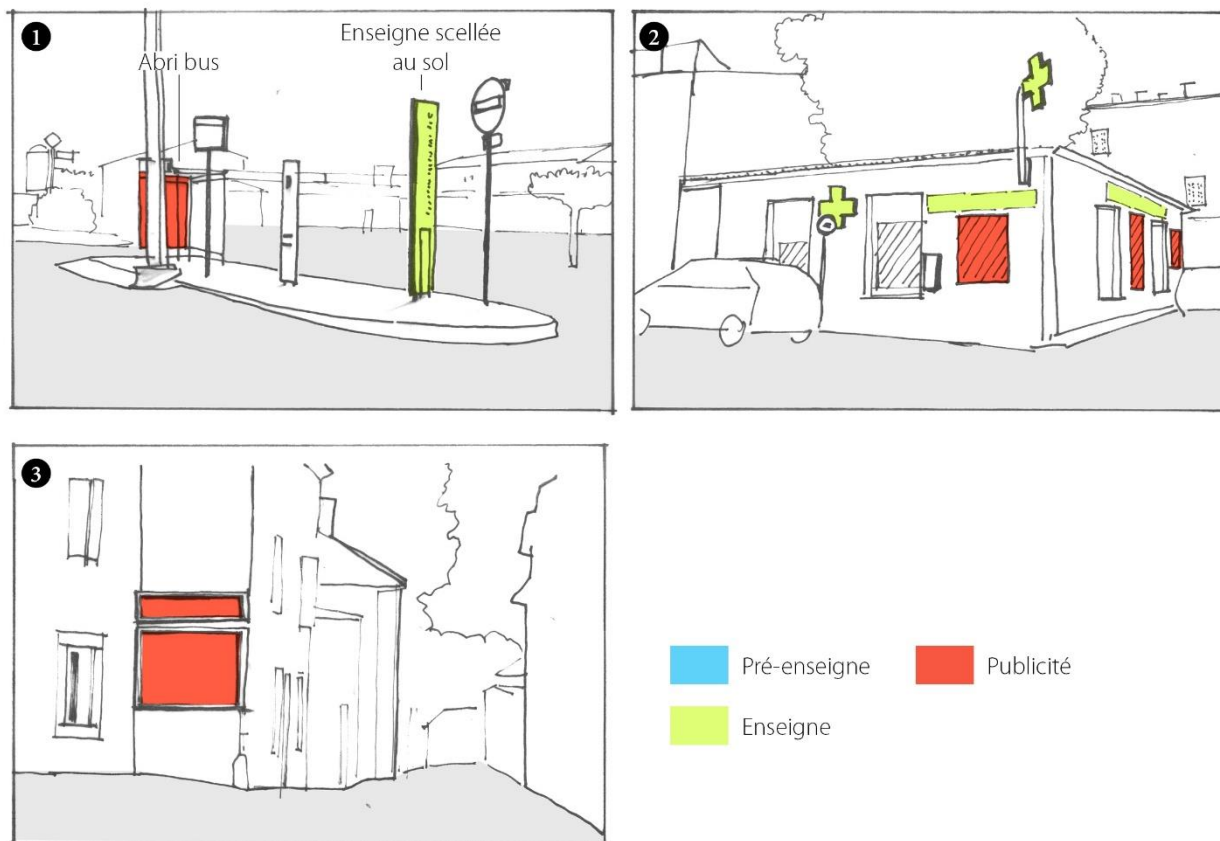 1
Abri bus
Enseigne scellée
au sol
2
3
Pré-enseigne
Publicité
Enseigne